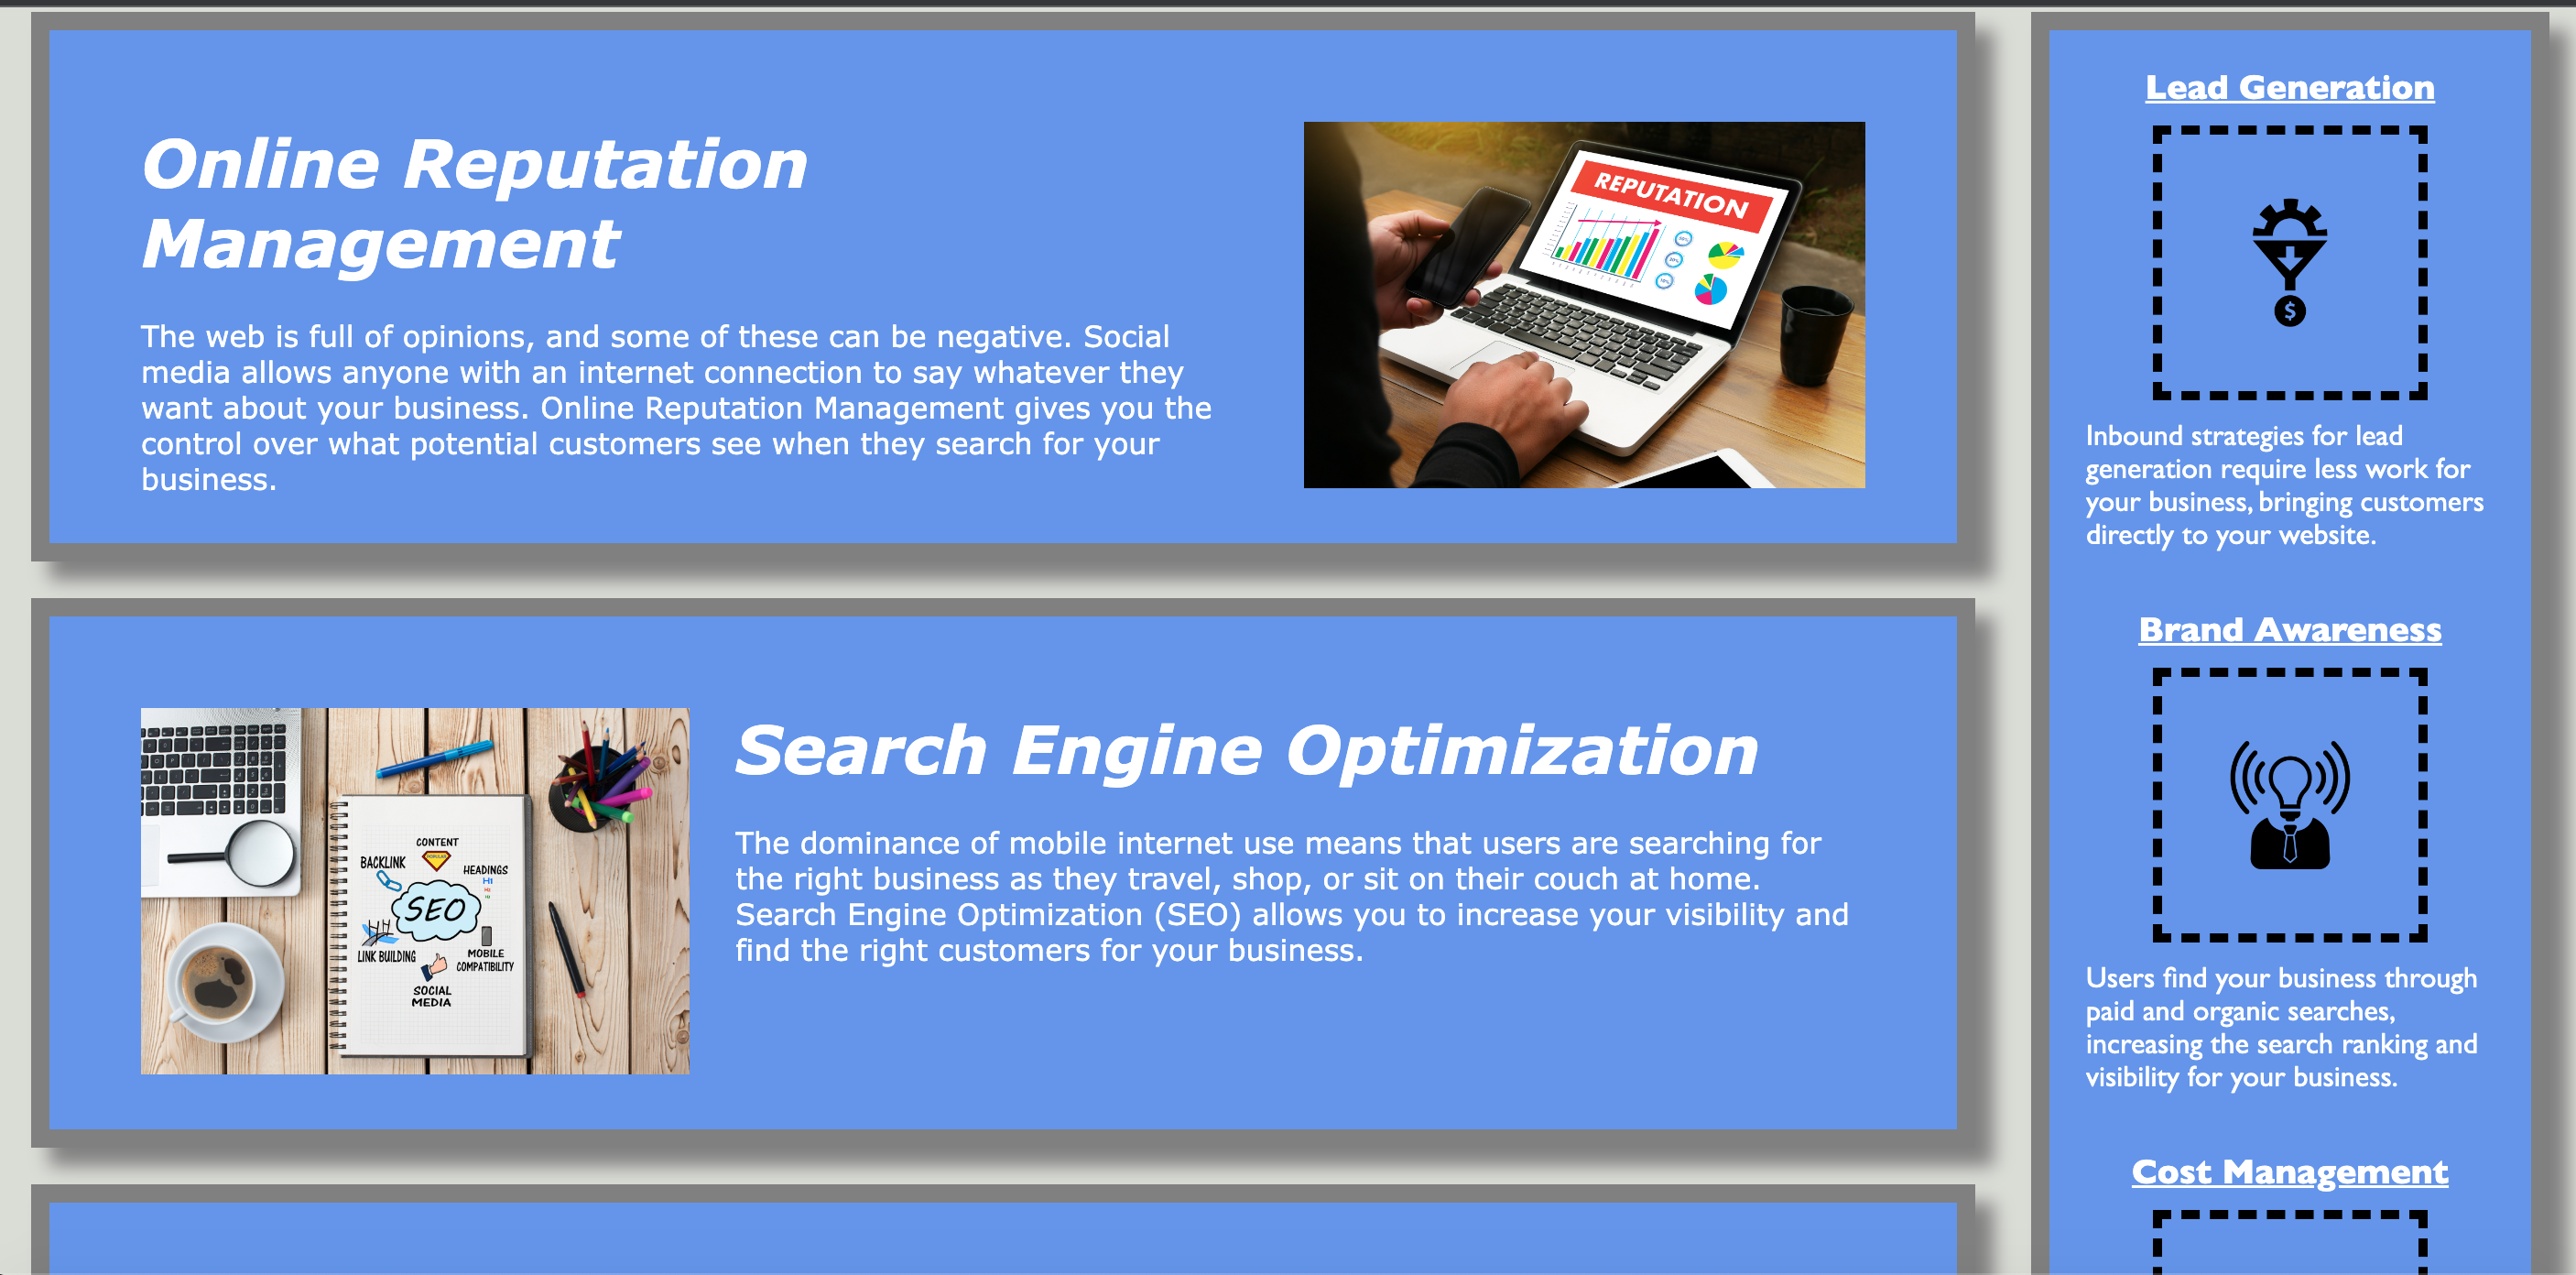 Online Reputation
Management
The web is full of opinions, and some of these can be negative. Social
media allows anyone with an internet connection to say whatever they
want about your business. Online Reputation Management gives you the
control over what potential customers see when they search for your
business.
REPUTATION
Search Engine Optimization
The dominance of mobile internet use means that users are searching for
the right business as they travel, shop, or sit on their couch at home.
Search Engine Optimization (SEO) allows you to increase your visibility and
find the right customers for your business.
CONTENT
BACKLINK
HEADINGS
H1
SEO
LINK BUILDING
MOBILE
COMPATIBILITY
SOCIAL
MEDIA
Lead Generation
$
Inbound strategies for lead
generation require less work for
your business, bringing customers
directly to your website.
Brand Awareness
Users find your business through
paid and organic searches,
increasing the search ranking and
visibility for your business.
Cost Management